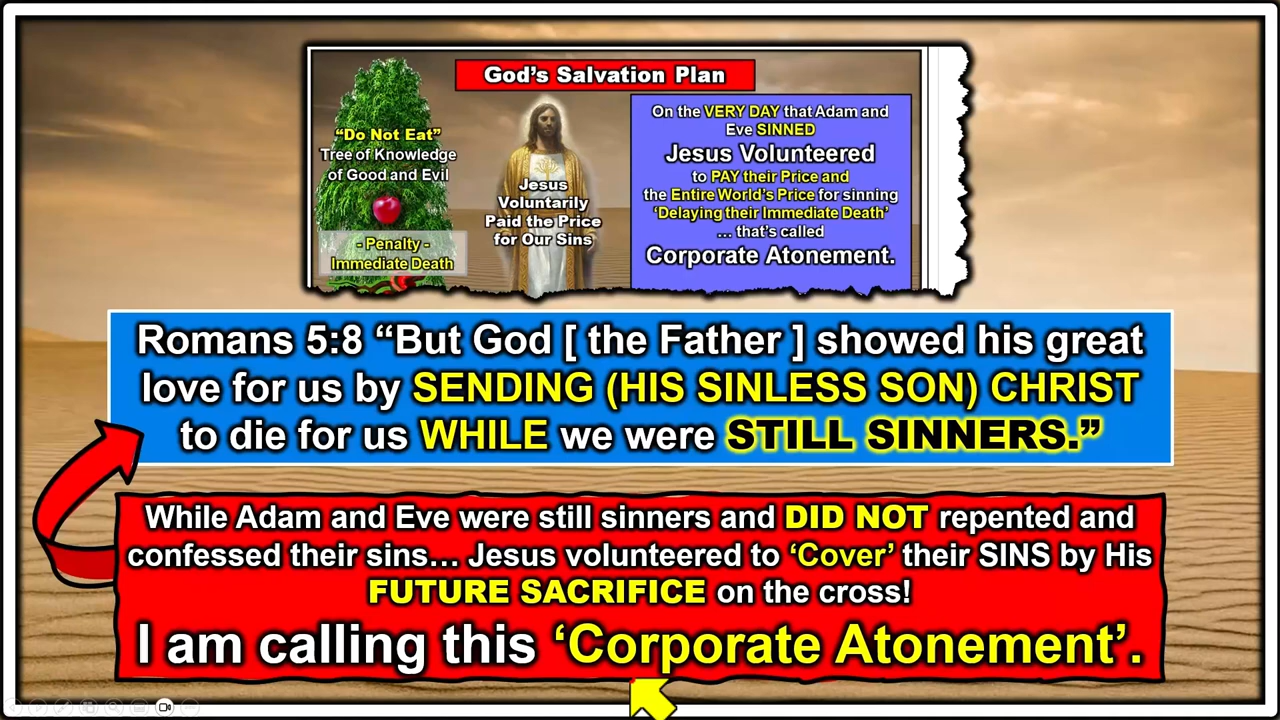 God's Salvation Plan
"Do Not Eat"
Tree of Knowledge
of Good and Evil
- Penalty -
Immediate Death
Jesus
Voluntarily
Paid the Price
for Our Sins
On the VERY DAY that Adam and
Eve SINNED
Jesus Volunteered
to PAY their Price and
the Entire World's Price for sinning
'Delaying their Immediate Death'
... that's called
Corporate Atonement.
Romans 5:8 “But God [ the Father ] showed his great
love for us by SENDING (HIS SINLESS SON) CHRIST
to die for us WHILE we were STILL SINNERS.”
While Adam and Eve were still sinners and DID NOT repented and
confessed their sins... Jesus volunteered to ‘Cover’ their SINS by His
FUTURE SACRIFICE on the cross!
I am calling this ‘Corporate Atonement’.